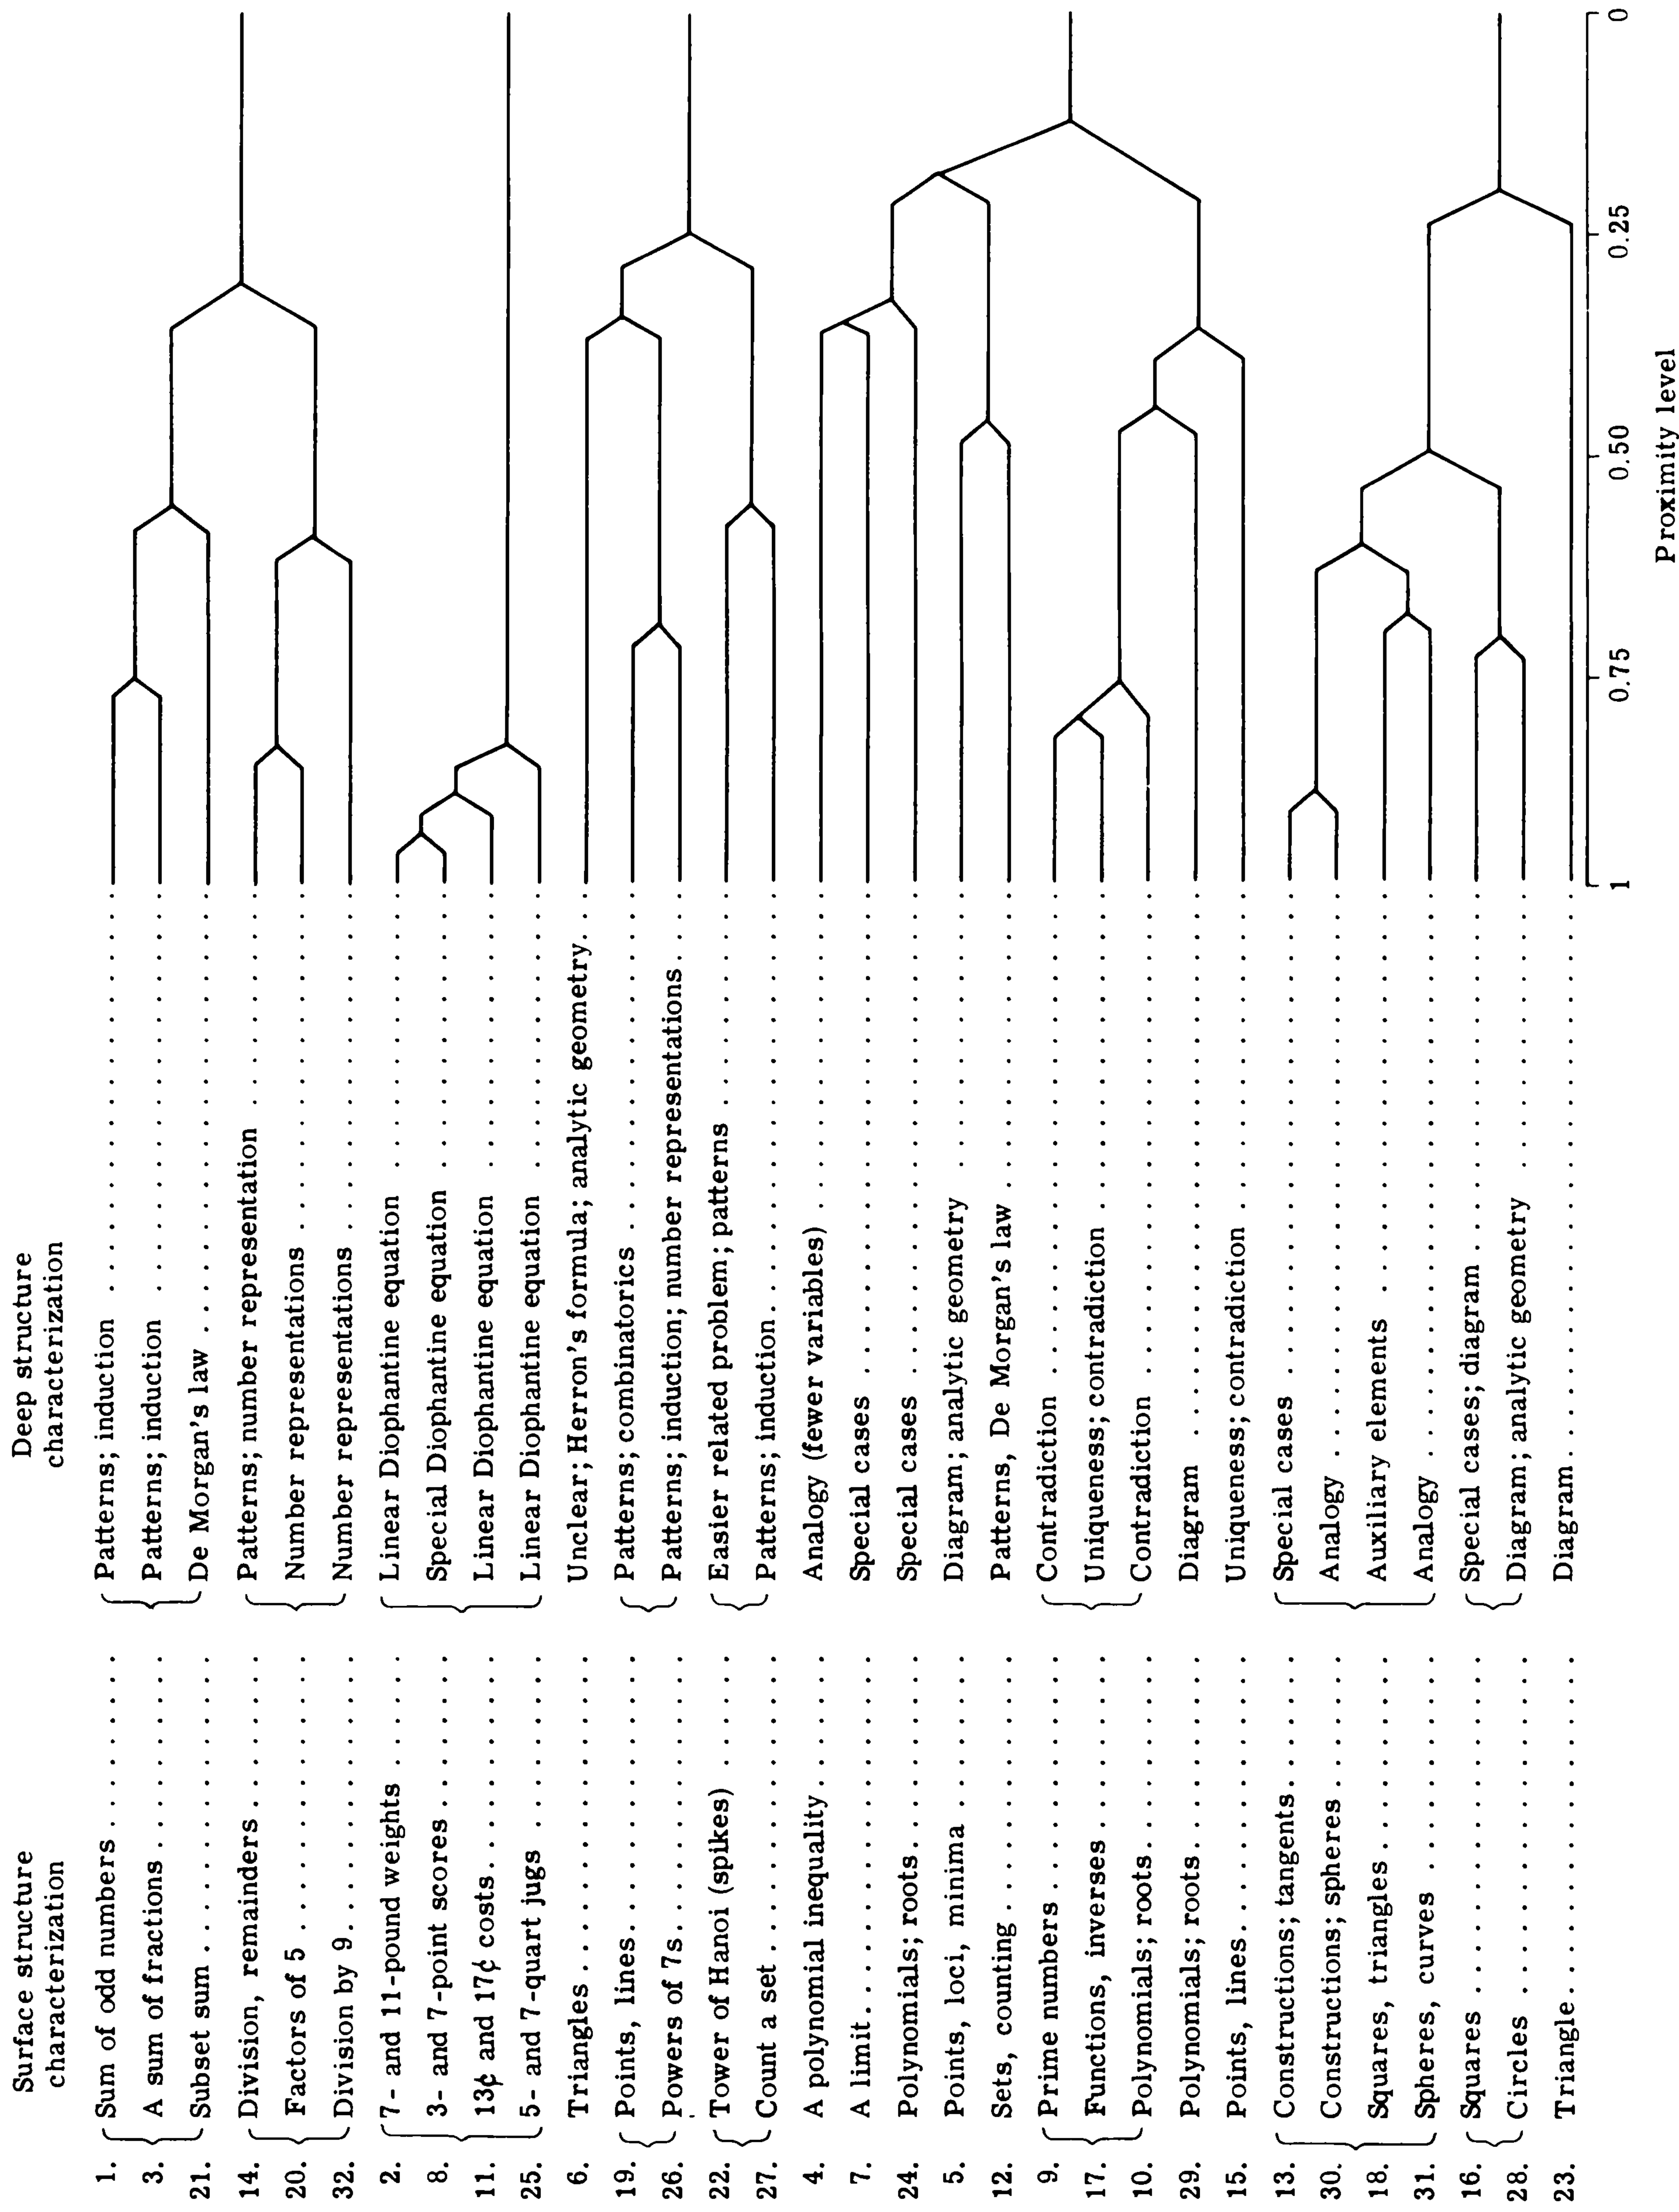 Surface structure
characterization
Deep structure
characterization
1. Sum of odd numbers . . . . . . . . . . Patterns; induction . . . . . . . . . .
3. A sum of fractions . . . . . . . . . . Patterns; induction . . . . . . . . . .
21. Subset sum . . . . . . . . . . De Morgan's law . . . . . . . . . .
14. Division, remainders . . . . . . . . . . Patterns; number representation . . . . . . . . . .
20. Factors of 5 . . . . . . . . . . Number representations . . . . . . . . . .
32. Division by 9 . . . . . . . . . . Number representations . . . . . . . . . .
2. 7- and 11-pound weights . . . . . Linear Diophantine equation . . . . . . . . . .
8. 3- and 7-point scores . . . . . . . . Special Diophantine equation . . . . . . . . . .
11. 13¢ and 17¢ costs . . . . . . . . . . Linear Diophantine equation . . . . . . . . . .
25. 5- and 7-quart jugs . . . . . . . . . . Linear Diophantine equation . . . . . . . . . .
6. Triangles . . . . . . . . . . Unclear; Herron's formula; analytic geometry . . .
19. Points, lines . . . . . . . . . . Patterns; combinatorics . . . . . . . . . .
26. Powers of 7s . . . . . . . . . . Patterns; induction; number representations . . . .
22. Tower of Hanoi (spikes) . . . . . Easier related problem; patterns . . . . . . . . . .
27. Count a set . . . . . . . . . . Patterns; induction . . . . . . . . . .
4. A polynomial inequality . . . . . . . Analogy (fewer variables) . . . . . . . . . .
7. A limit . . . . . . . . . . Special cases . . . . . . . . . .
24. Polynomials; roots . . . . . . . . . . Special cases . . . . . . . . . .
5. Points, loci, minima . . . . . . . . Diagram; analytic geometry . . . . . . . . . .
12. Sets, counting . . . . . . . . . . Patterns, De Morgan's law . . . . . . . . . .
9. Prime numbers . . . . . . . . . . Contradiction . . . . . . . . . .
17. Functions, inverses . . . . . . . . . . Uniqueness; contradiction . . . . . . . . . .
10. Polynomials; roots . . . . . . . . . . Contradiction . . . . . . . . . .
29. Polynomials; roots . . . . . . . . . . Diagram . . . . . . . . . .
15. Points, lines . . . . . . . . . . Uniqueness; contradiction . . . . . . . . . .
13. Constructions; tangents . . . . . . Special cases . . . . . . . . . .
30. Constructions; spheres . . . . . . . Analogy . . . . . . . . . .
18. Squares, triangles . . . . . . . . . . Auxiliary elements . . . . . . . . . .
31. Spheres, curves . . . . . . . . . . Analogy . . . . . . . . . .
16. Squares . . . . . . . . . . Special cases; diagram . . . . . . . . . .
28. Circles . . . . . . . . . . Diagram; analytic geometry . . . . . . . . . .
23. Triangle . . . . . . . . . . Diagram . . . . . . . . . .
1 0.75 0.50 0.25 0
Proximity level